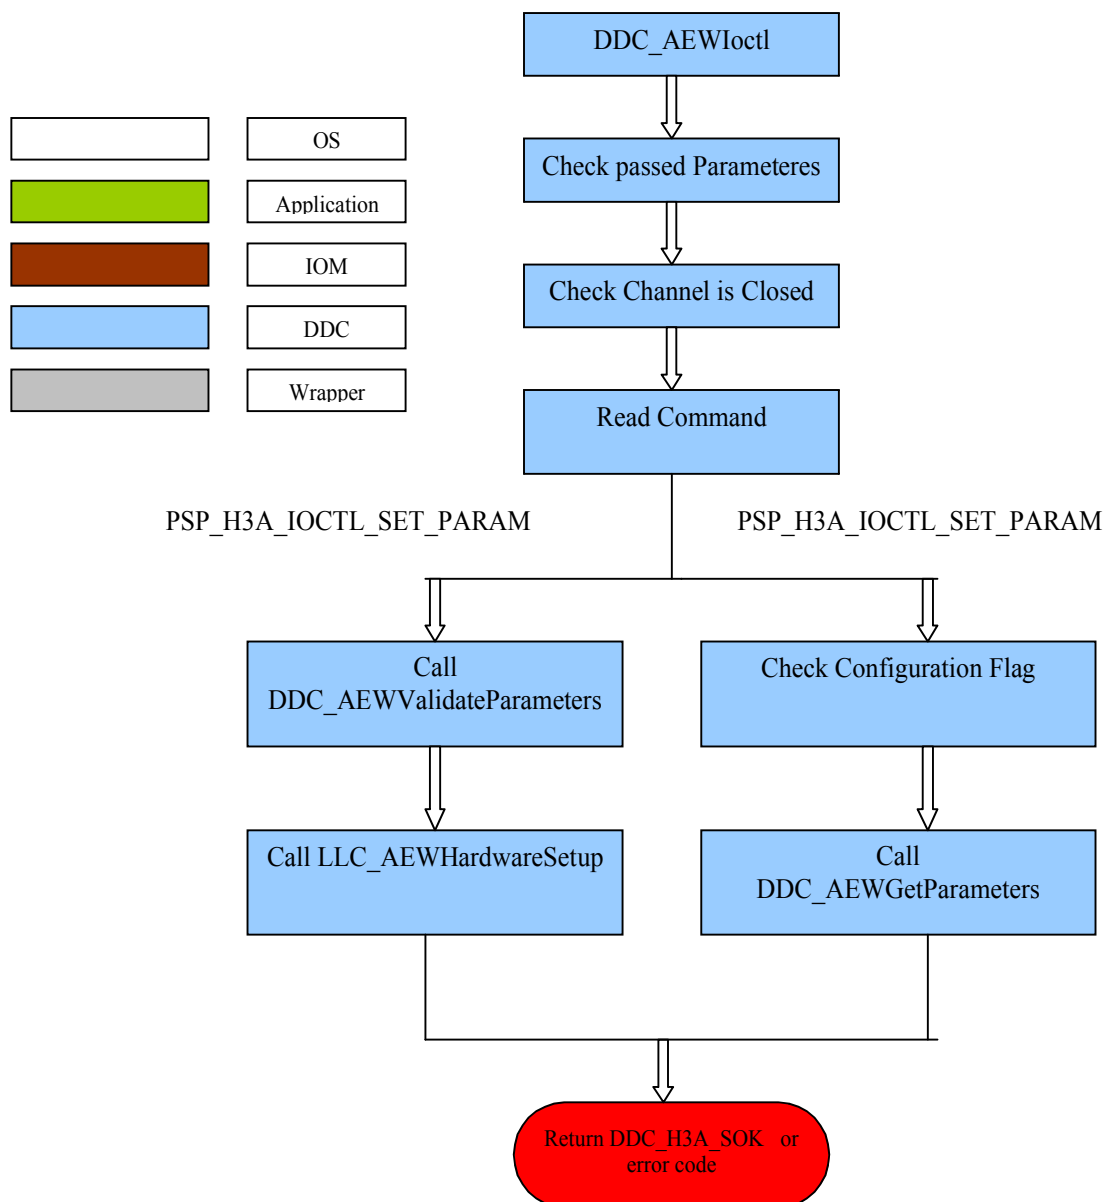 DDC_AEWIoctl
OS
Check passed Parameteres
Application
IOM
Check Channel is Closed
DDC
Wrapper
Read Command
PSP_H3A_IOCTL_SET_PARAM
PSP_H3A_IOCTL_SET_PARAM
Call
DDC_AEWValidateParameters
Check Configuration Flag
Call LLC_AEWHardwareSetup
Call
DDC_AEWGetParameters
Return DDC_H3A_SOK or
error code